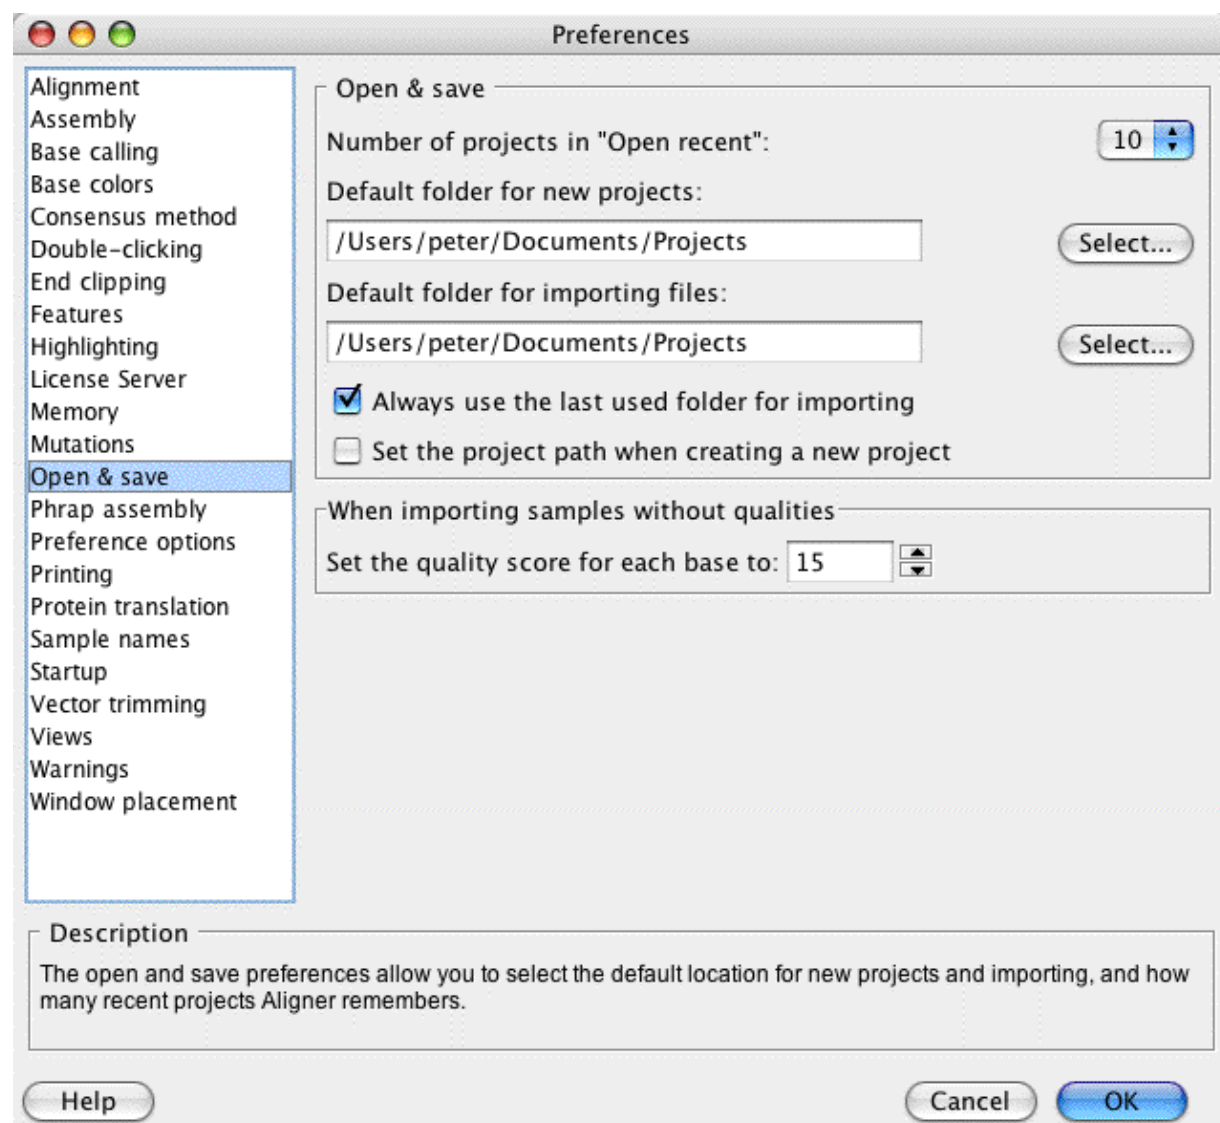 Preferences
Alignment
Assembly
Base calling
Base colors
Consensus method
Double-clicking
End clipping
Features
Highlighting
License Server
Memory
Mutations
Open & save
Phrap assembly
Preference options
Printing
Protein translation
Sample names
Startup
Vector trimming
Views
Warnings
Window placement
Open & save
Number of projects in "Open recent": 10
Default folder for new projects:
/Users/peter/Documents/Projects Select...
Default folder for importing files:
/Users/peter/Documents/Projects Select...
Always use the last used folder for importing
Set the project path when creating a new project
When importing samples without qualities
Set the quality score for each base to: 15
Description
The open and save preferences allow you to select the default location for new projects and importing, and how
many recent projects Aligner remembers.
Help Cancel OK